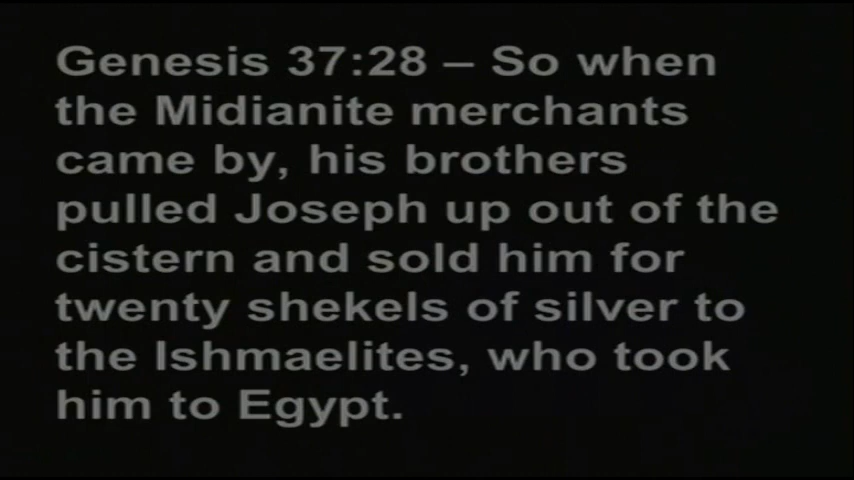 Genesis 37:28 – So when
the Midianite merchants
came by, his brothers
pulled Joseph up out of the
cistern and sold him for
twenty shekels of silver to
the Ishmaelites, who took
him to Egypt.